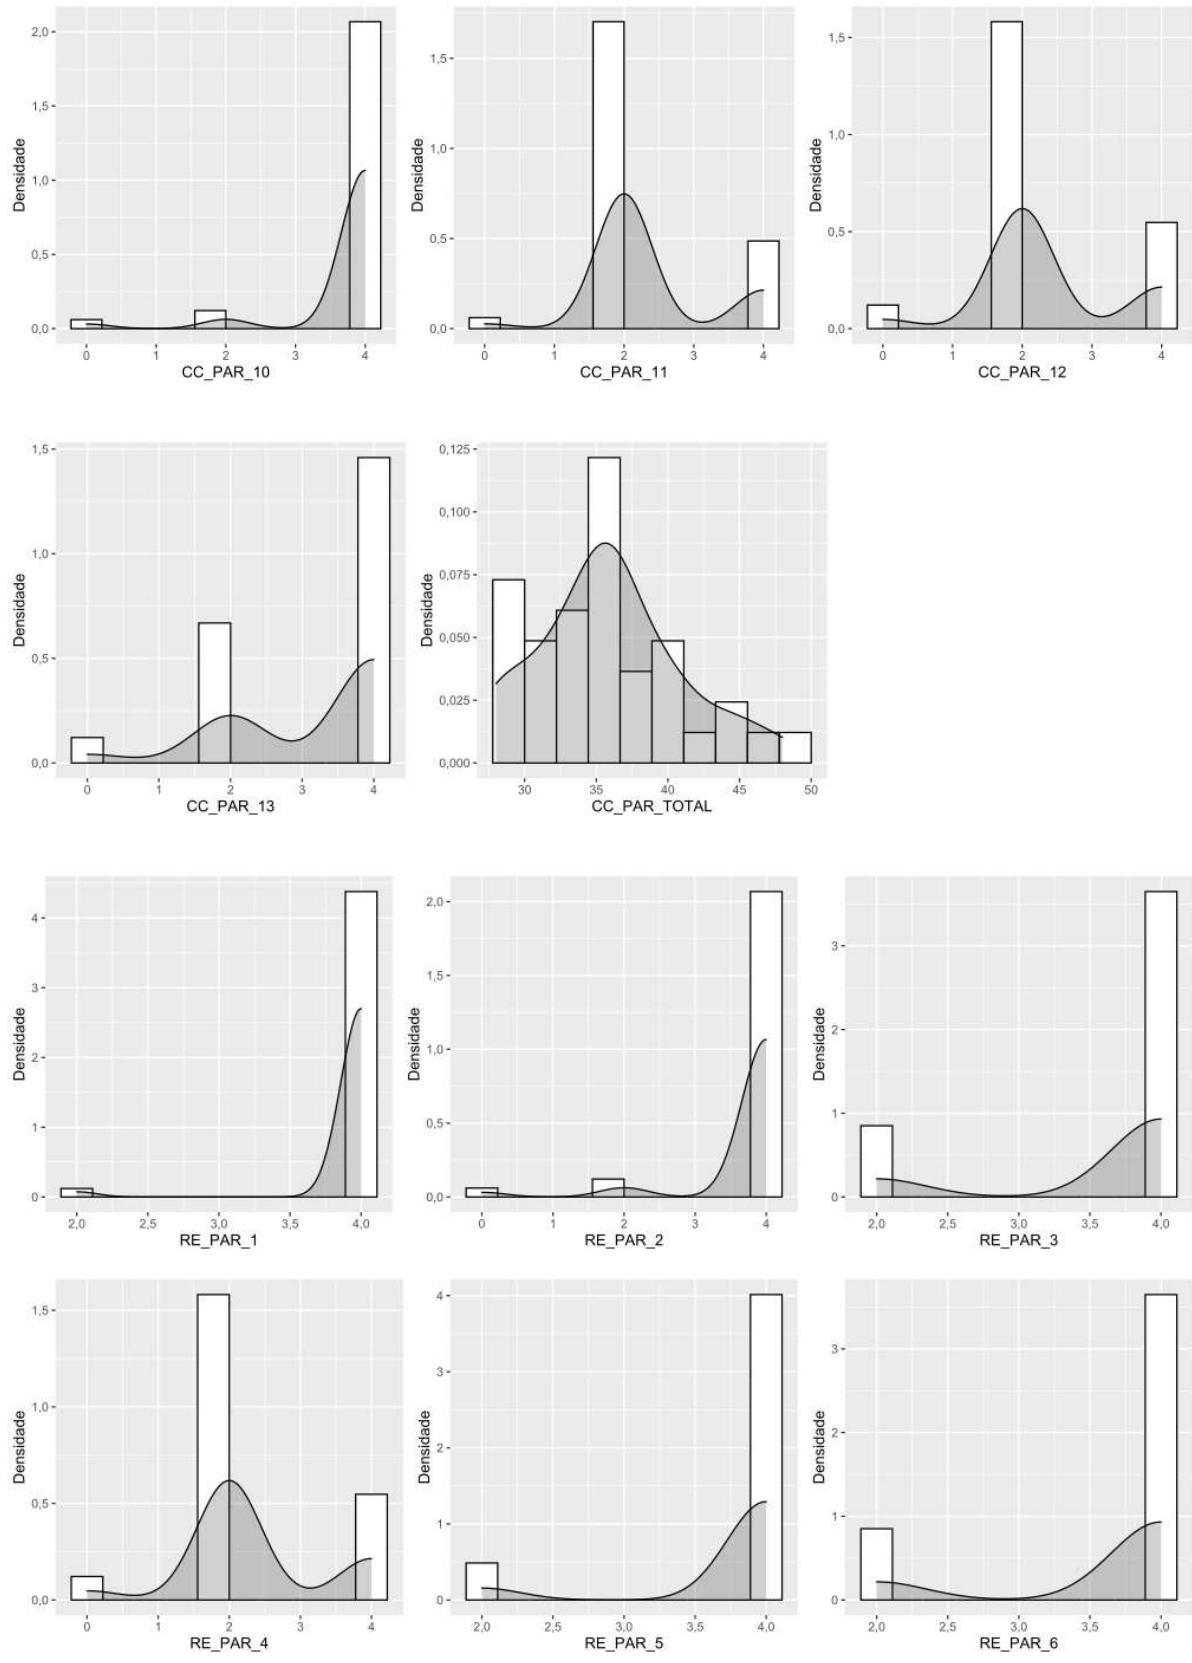 Densidade
2,0
1,5
1,0
0,5
0,0
0 1 2 3 4
CC_PAR_10
Densidade
1,5
1,0
0,5
0,0
0 1 2 3 4
CC_PAR_11
Densidade
1,5
1,0
0,5
0,0
0 1 2 3 4
CC_PAR_12
Densidade
1,5
1,0
0,5
0,0
0 1 2 3 4
CC_PAR_13
Densidade
0,125
0,100
0,075
0,050
0,025
0,000
30 35 40 45 50
CC_PAR_TOTAL
Densidade
4
3
2
1
0
2,0 2,5 3,0 3,5 4,0
RE_PAR_1
Densidade
2,0
1,5
1,0
0,5
0,0
0 1 2 3 4
RE_PAR_2
Densidade
3
2
1
0
2,0 2,5 3,0 3,5 4,0
RE_PAR_3
Densidade
1,5
1,0
0,5
0,0
0 1 2 3 4
RE_PAR_4
Densidade
4
3
2
1
0
2,0 2,5 3,0 3,5 4,0
RE_PAR_5
Densidade
3
2
1
0
2,0 2,5 3,0 3,5 4,0
RE_PAR_6